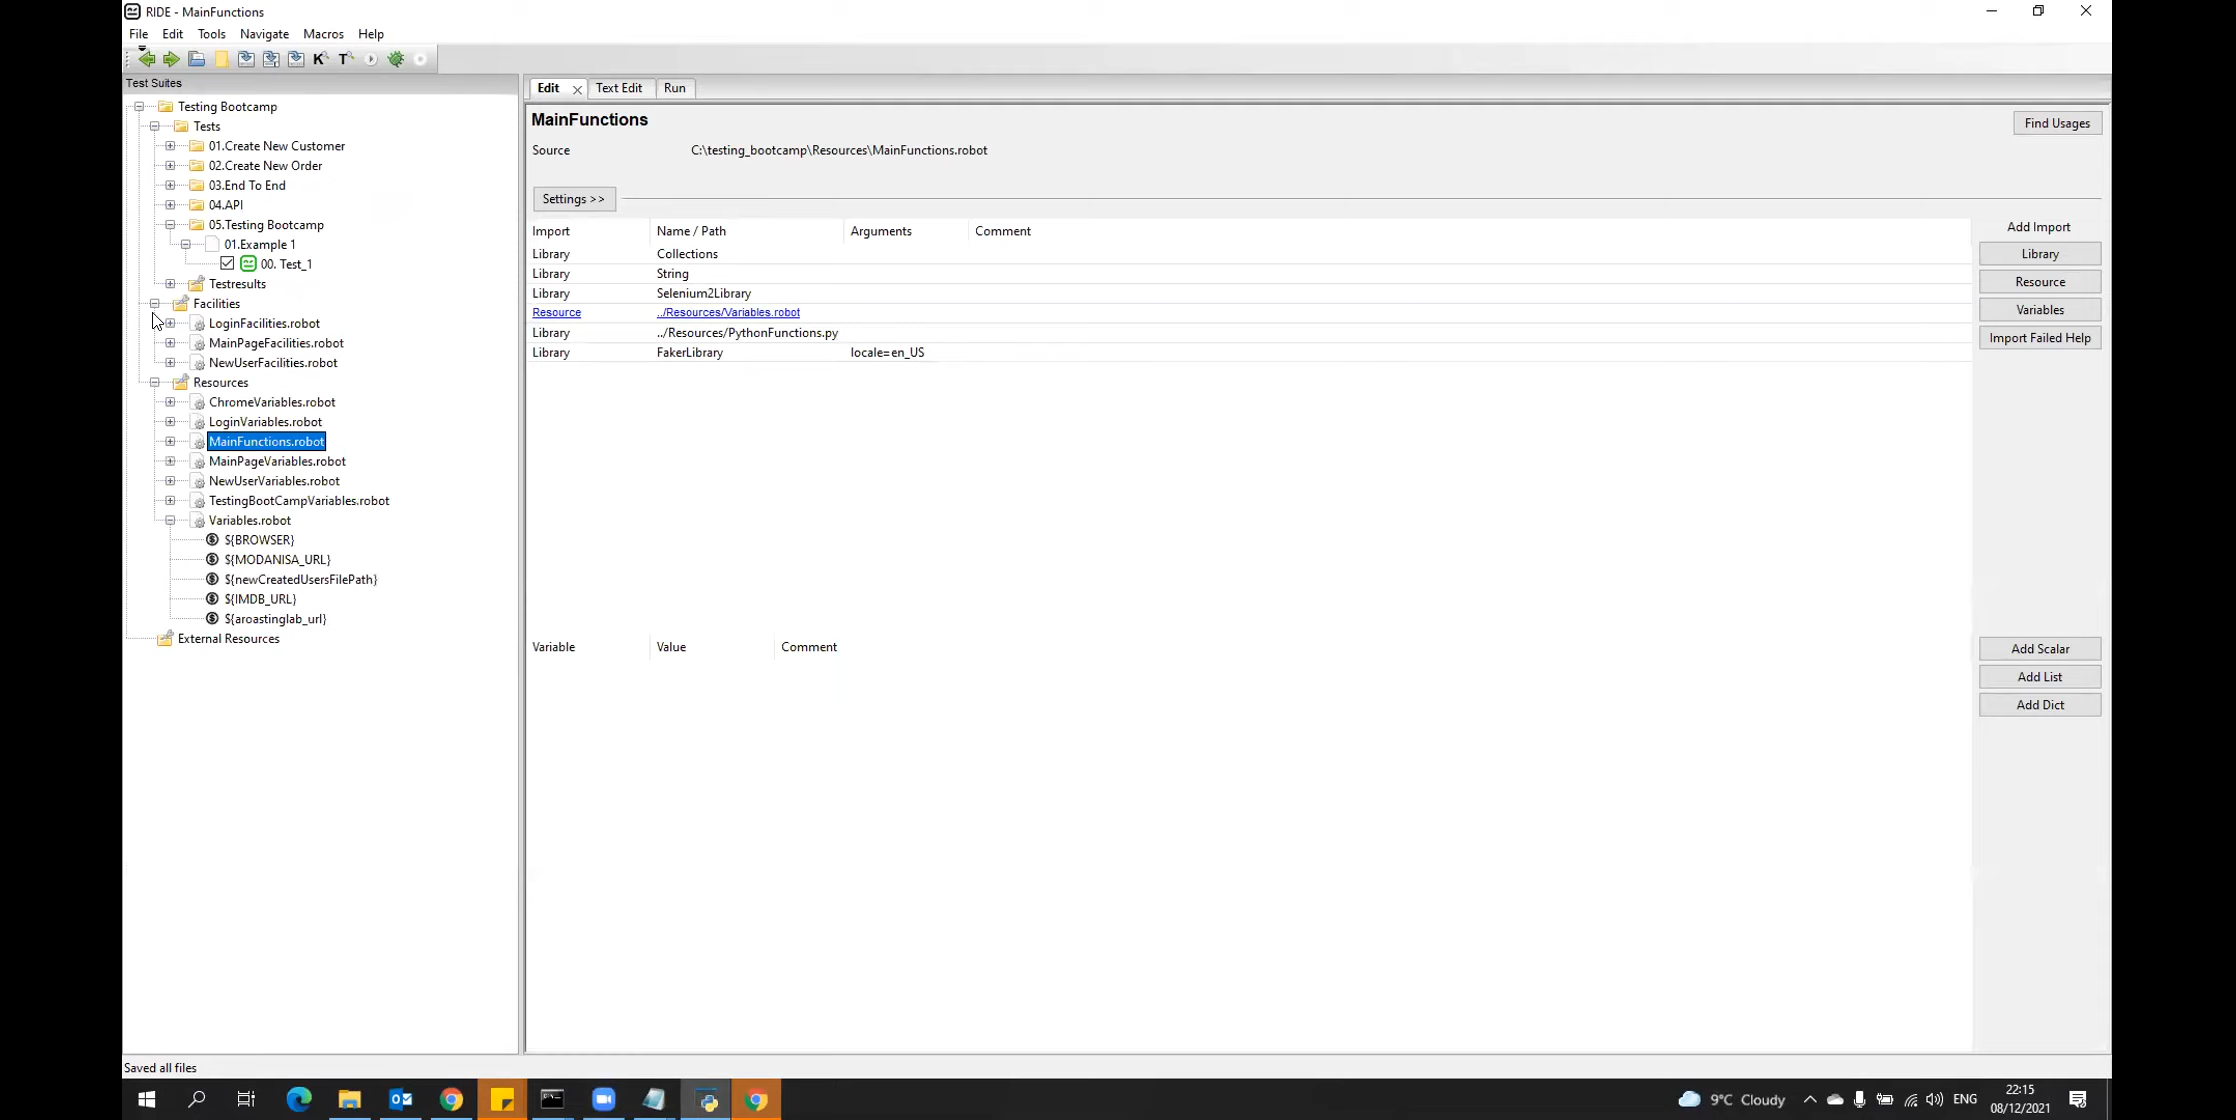 RIDE - MainFunctions
File Edit Tools Navigate Macros Help
K T
Test Suites
Testing Bootcamp
Tests
01.Create New Customer
02.Create New Order
03.End To End
04.API
05.Testing Bootcamp
01.Example 1
00. Test_1
Testresults
Facilities
LoginFacilities.robot
MainPageFacilities.robot
NewUserFacilities.robot
Resources
ChromeVariables.robot
LoginVariables.robot
MainFunctions.robot
MainPageVariables.robot
NewUserVariables.robot
TestingBootCampVariables.robot
Variables.robot
${BROWSER}
${MODANISA_URL}
${newCreatedUsersFilePath}
${IMDB_URL}
${aroastinglab_url}
External Resources
Edit Text Edit Run
MainFunctions
Find Usages
Source C:\testing_bootcamp\Resources\MainFunctions.robot
Settings >>
Import Name / Path Arguments Comment
Library Collections
Library String
Library Selenium2Library
Resource ../Resources/Variables.robot
Library ../Resources/PythonFunctions.py
Library FakerLibrary locale=en_US
Add Import
Library
Resource
Variables
Import Failed Help
Variable Value Comment
Add Scalar
Add List
Add Dict
Saved all files
9°C Cloudy ENG
22:15
08/12/2021